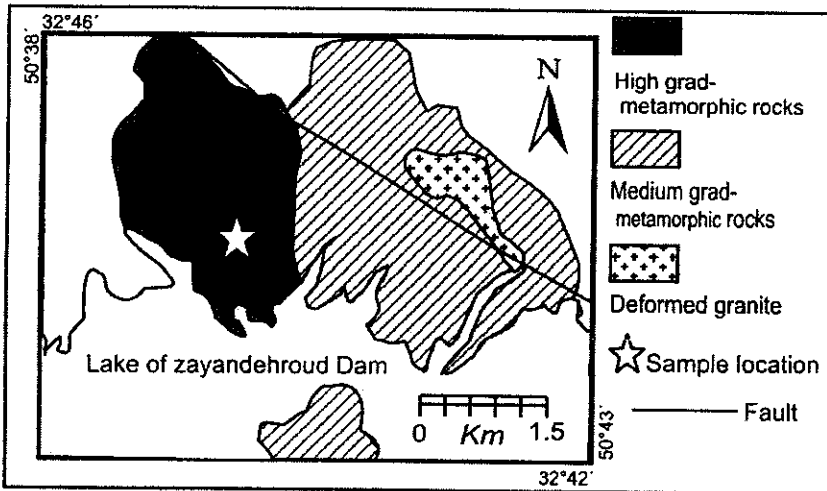 32°46´
50°38´
N
High grad-
metamorphic rocks
Medium grad-
metamorphic rocks
Deformed granite
Sample location
Fault
Lake of zayandehroud Dam
0 Km 1.5
50°43´
32°42´